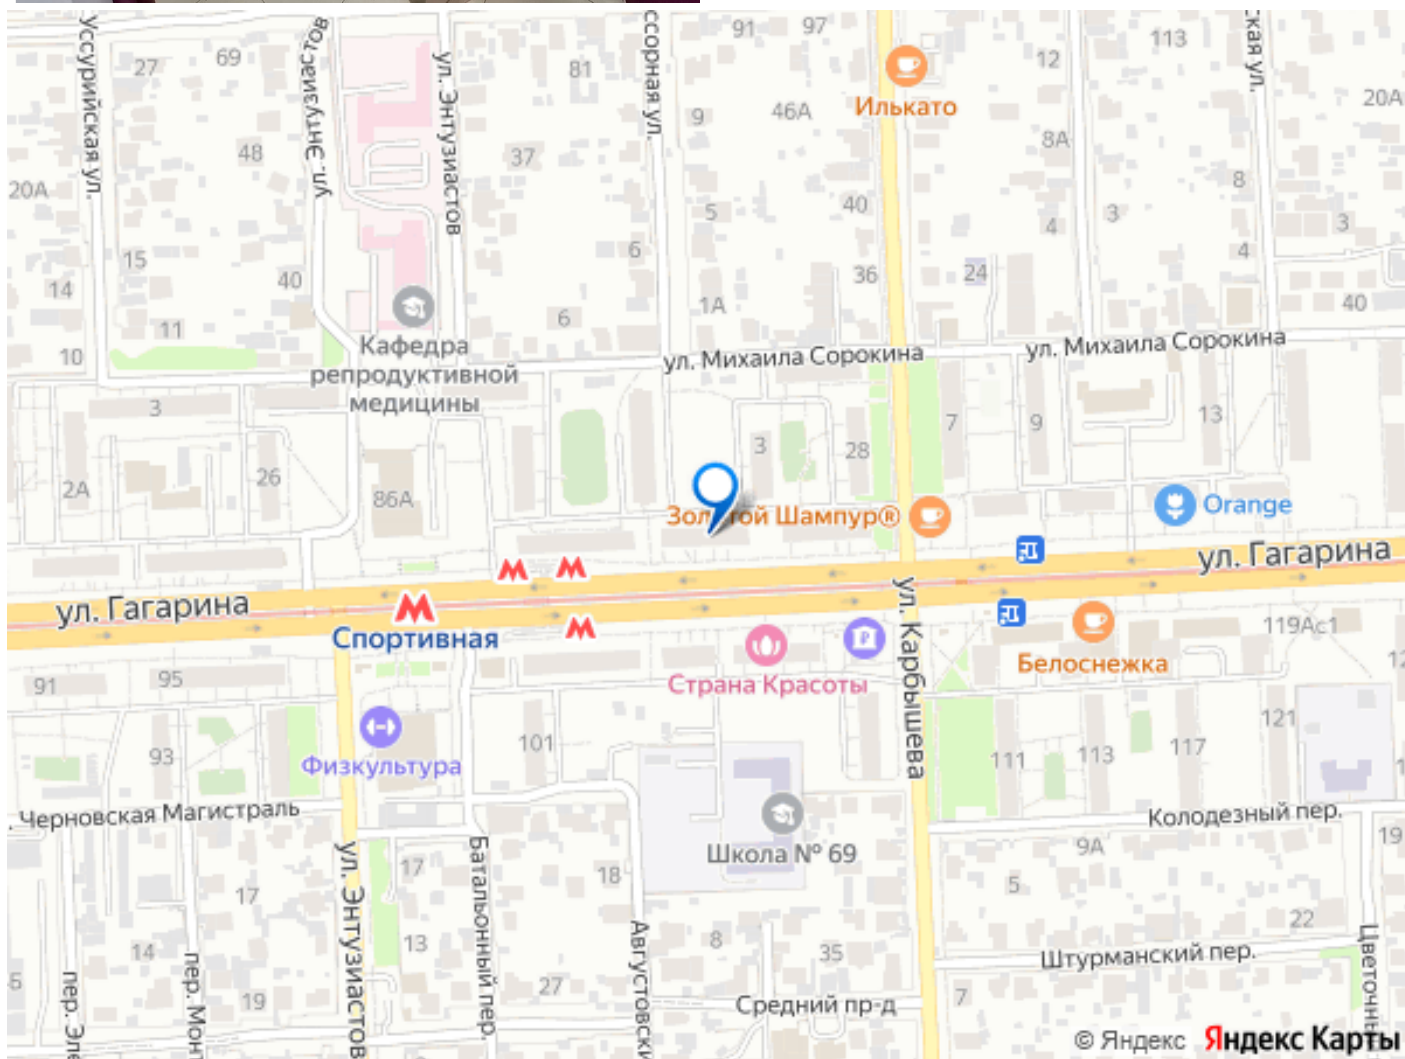 91
97
113
12
20А
Уссурийская ул.
69
27
ул. Энтузиастов
ул. Энтузиастов
81
ссорная ул.
Илькато
ская ул.
9
46А
8А
48
37
20А
8
5
40
4
3
3
6
15
40
36
24
4
14
1А
40
11
6
10
Кафедра
репродуктивной
медицины
ул. Михаила Сорокина
ул. Михаила Сорокина
3
7
9
13
3
28
2А
26
86А
Золотой Шампур®
Orange
ул. Гагарина
ул. Гагарина
Спортивная
ул. Карбышева
119Ас1
Белоснежка
Страна Красоты
91
95
121
101
93
111
113
117
Физкультура
Черновская Магистраль
Колодезный пер.
19
9А
Школа № 69
17
18
5
17
ул. Энтузиастов
Батальонный пер.
22
14
13
8
35
Августовски
Штурманский пер.
Цветочны
5
пер. Эле
пер. Монт
19
27
7
Средний пр-д
© Яндекс Яндекс Карты